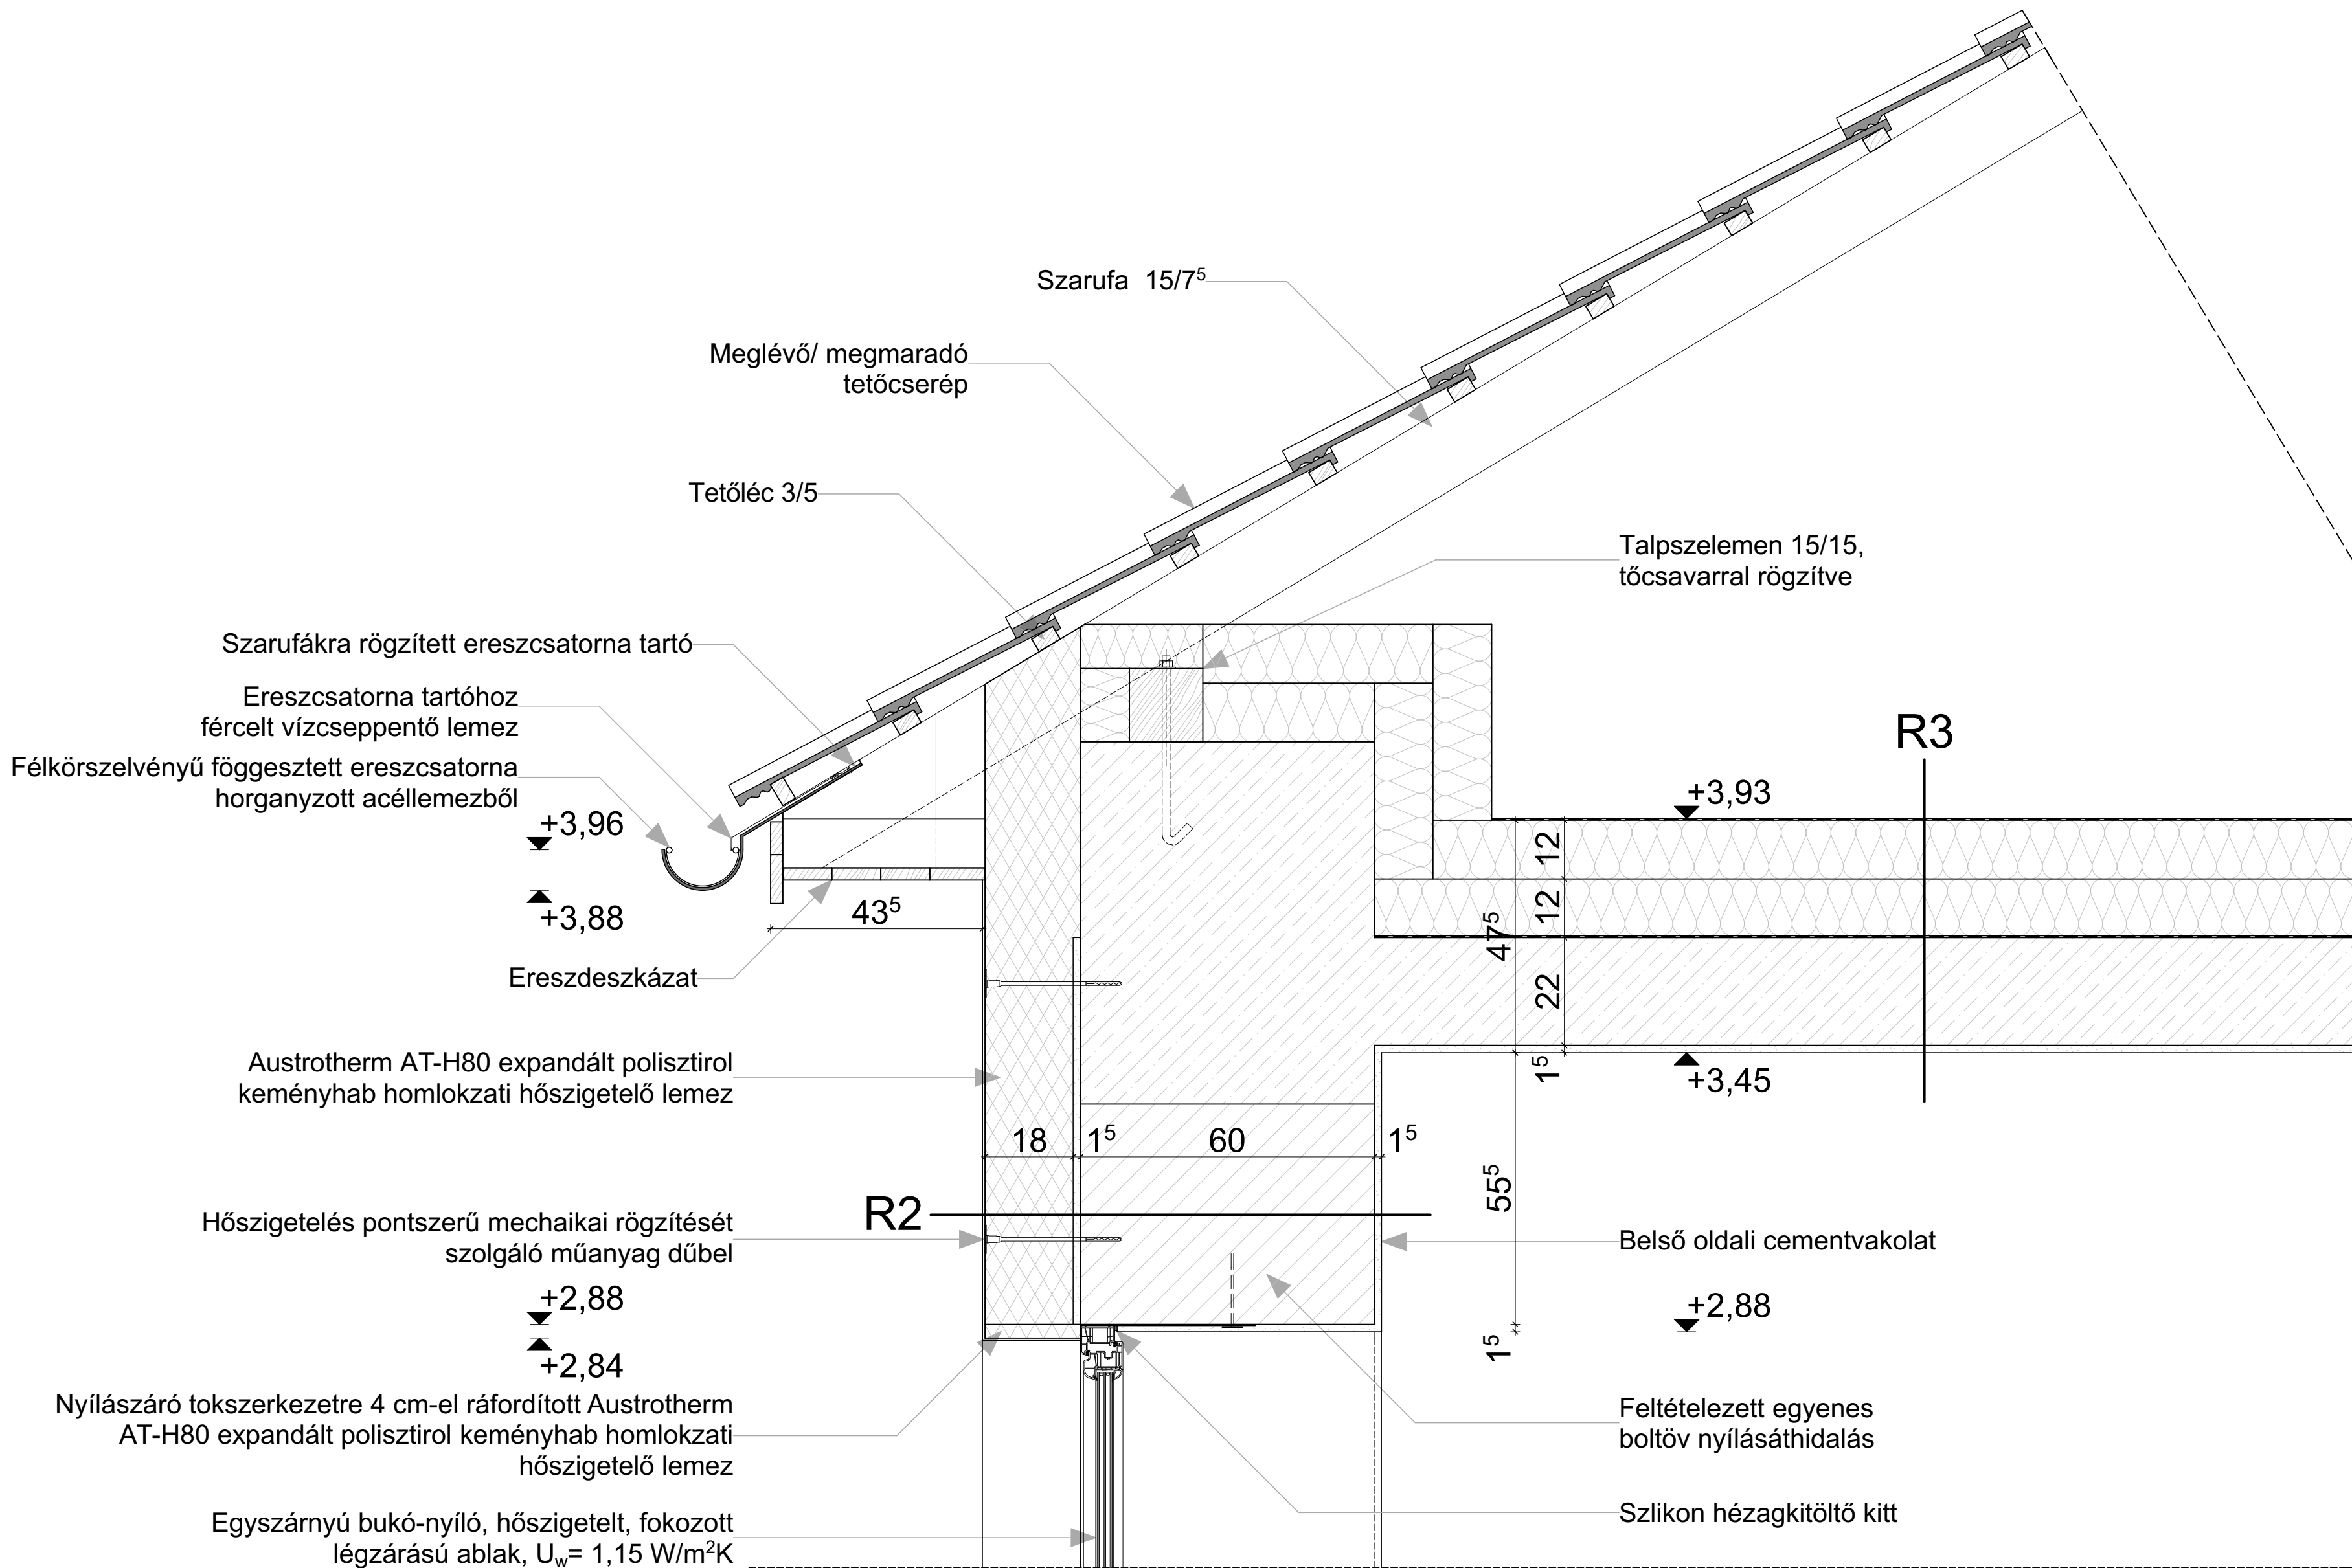 Szarufa 15/7⁵
Meglévő/ megmaradó
tetőcserép
Tetőléc 3/5
Talpszelemen 15/15,
tőcsavarral rögzítve
Szarufákra rögzített ereszcsatorna tartó
Ereszcsatorna tartóhoz
fércelt vízcseppentő lemez
Félkörszelvényű föggesztett ereszcsatorna
horganyzott acéllemezből
+3,96
+3,88
43⁵
Ereszdeszkázat
R3
+3,93
12
12
47⁵
22
1⁵
+3,45
Austrotherm AT-H80 expandált polisztirol
keményhab homlokzati hőszigetelő lemez
18
1⁵
60
1⁵
55⁵
R2
Hőszigetelés pontszerű mechaikai rögzítését
szolgáló műanyag dűbel
Belső oldali cementvakolat
+2,88
+2,84
+2,88
1⁵
Nyílászáró tokszerkezetre 4 cm-el ráfordított Austrotherm
AT-H80 expandált polisztirol keményhab homlokzati
hőszigetelő lemez
Feltételezett egyenes
boltöv nyílásáthidalás
Szlikon hézagkitöltő kitt
Egyszárnyú bukó-nyíló, hőszigetelt, fokozott
légzárású ablak, U_w= 1,15 W/m²K